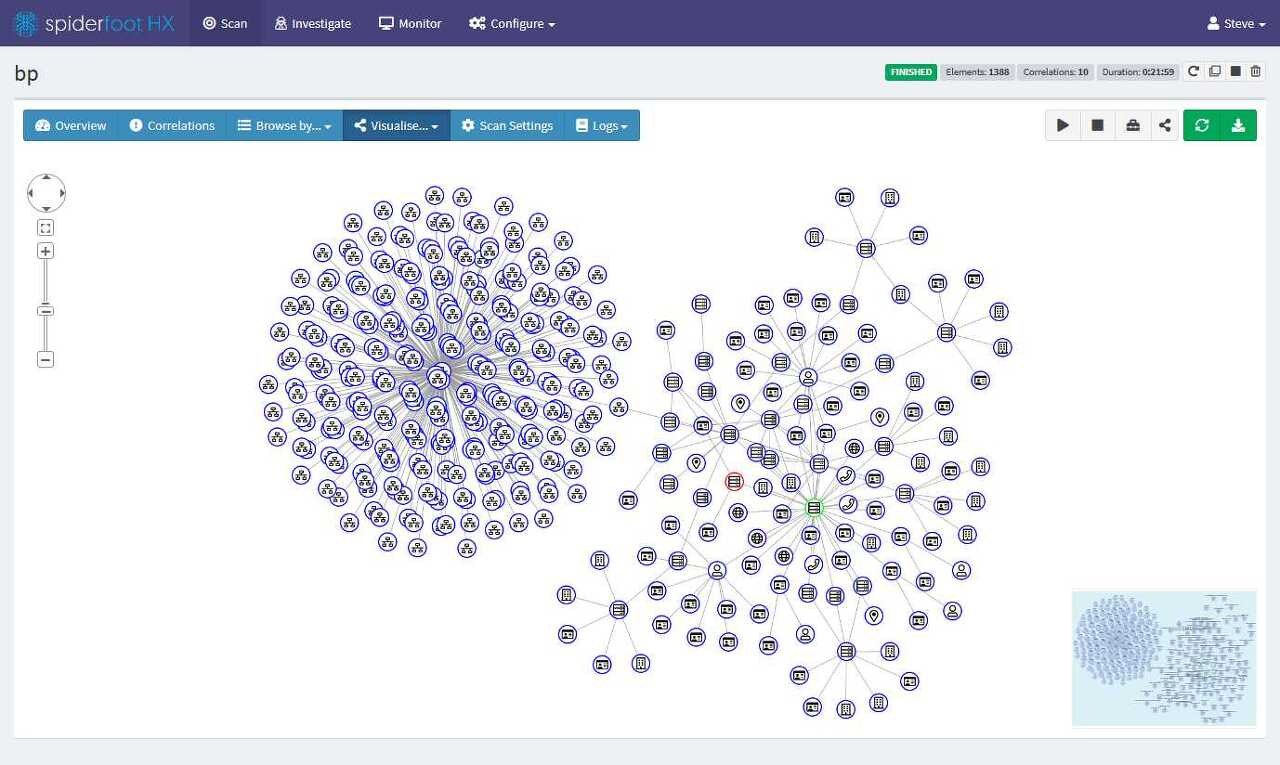 spiderfoot HX Scan Investigate Monitor Configure Steve
bp FINISHED Elements: 1388 Correlations: 10 Duration: 0:21:59
Overview Correlations Browse by... Visualise... Scan Settings Logs